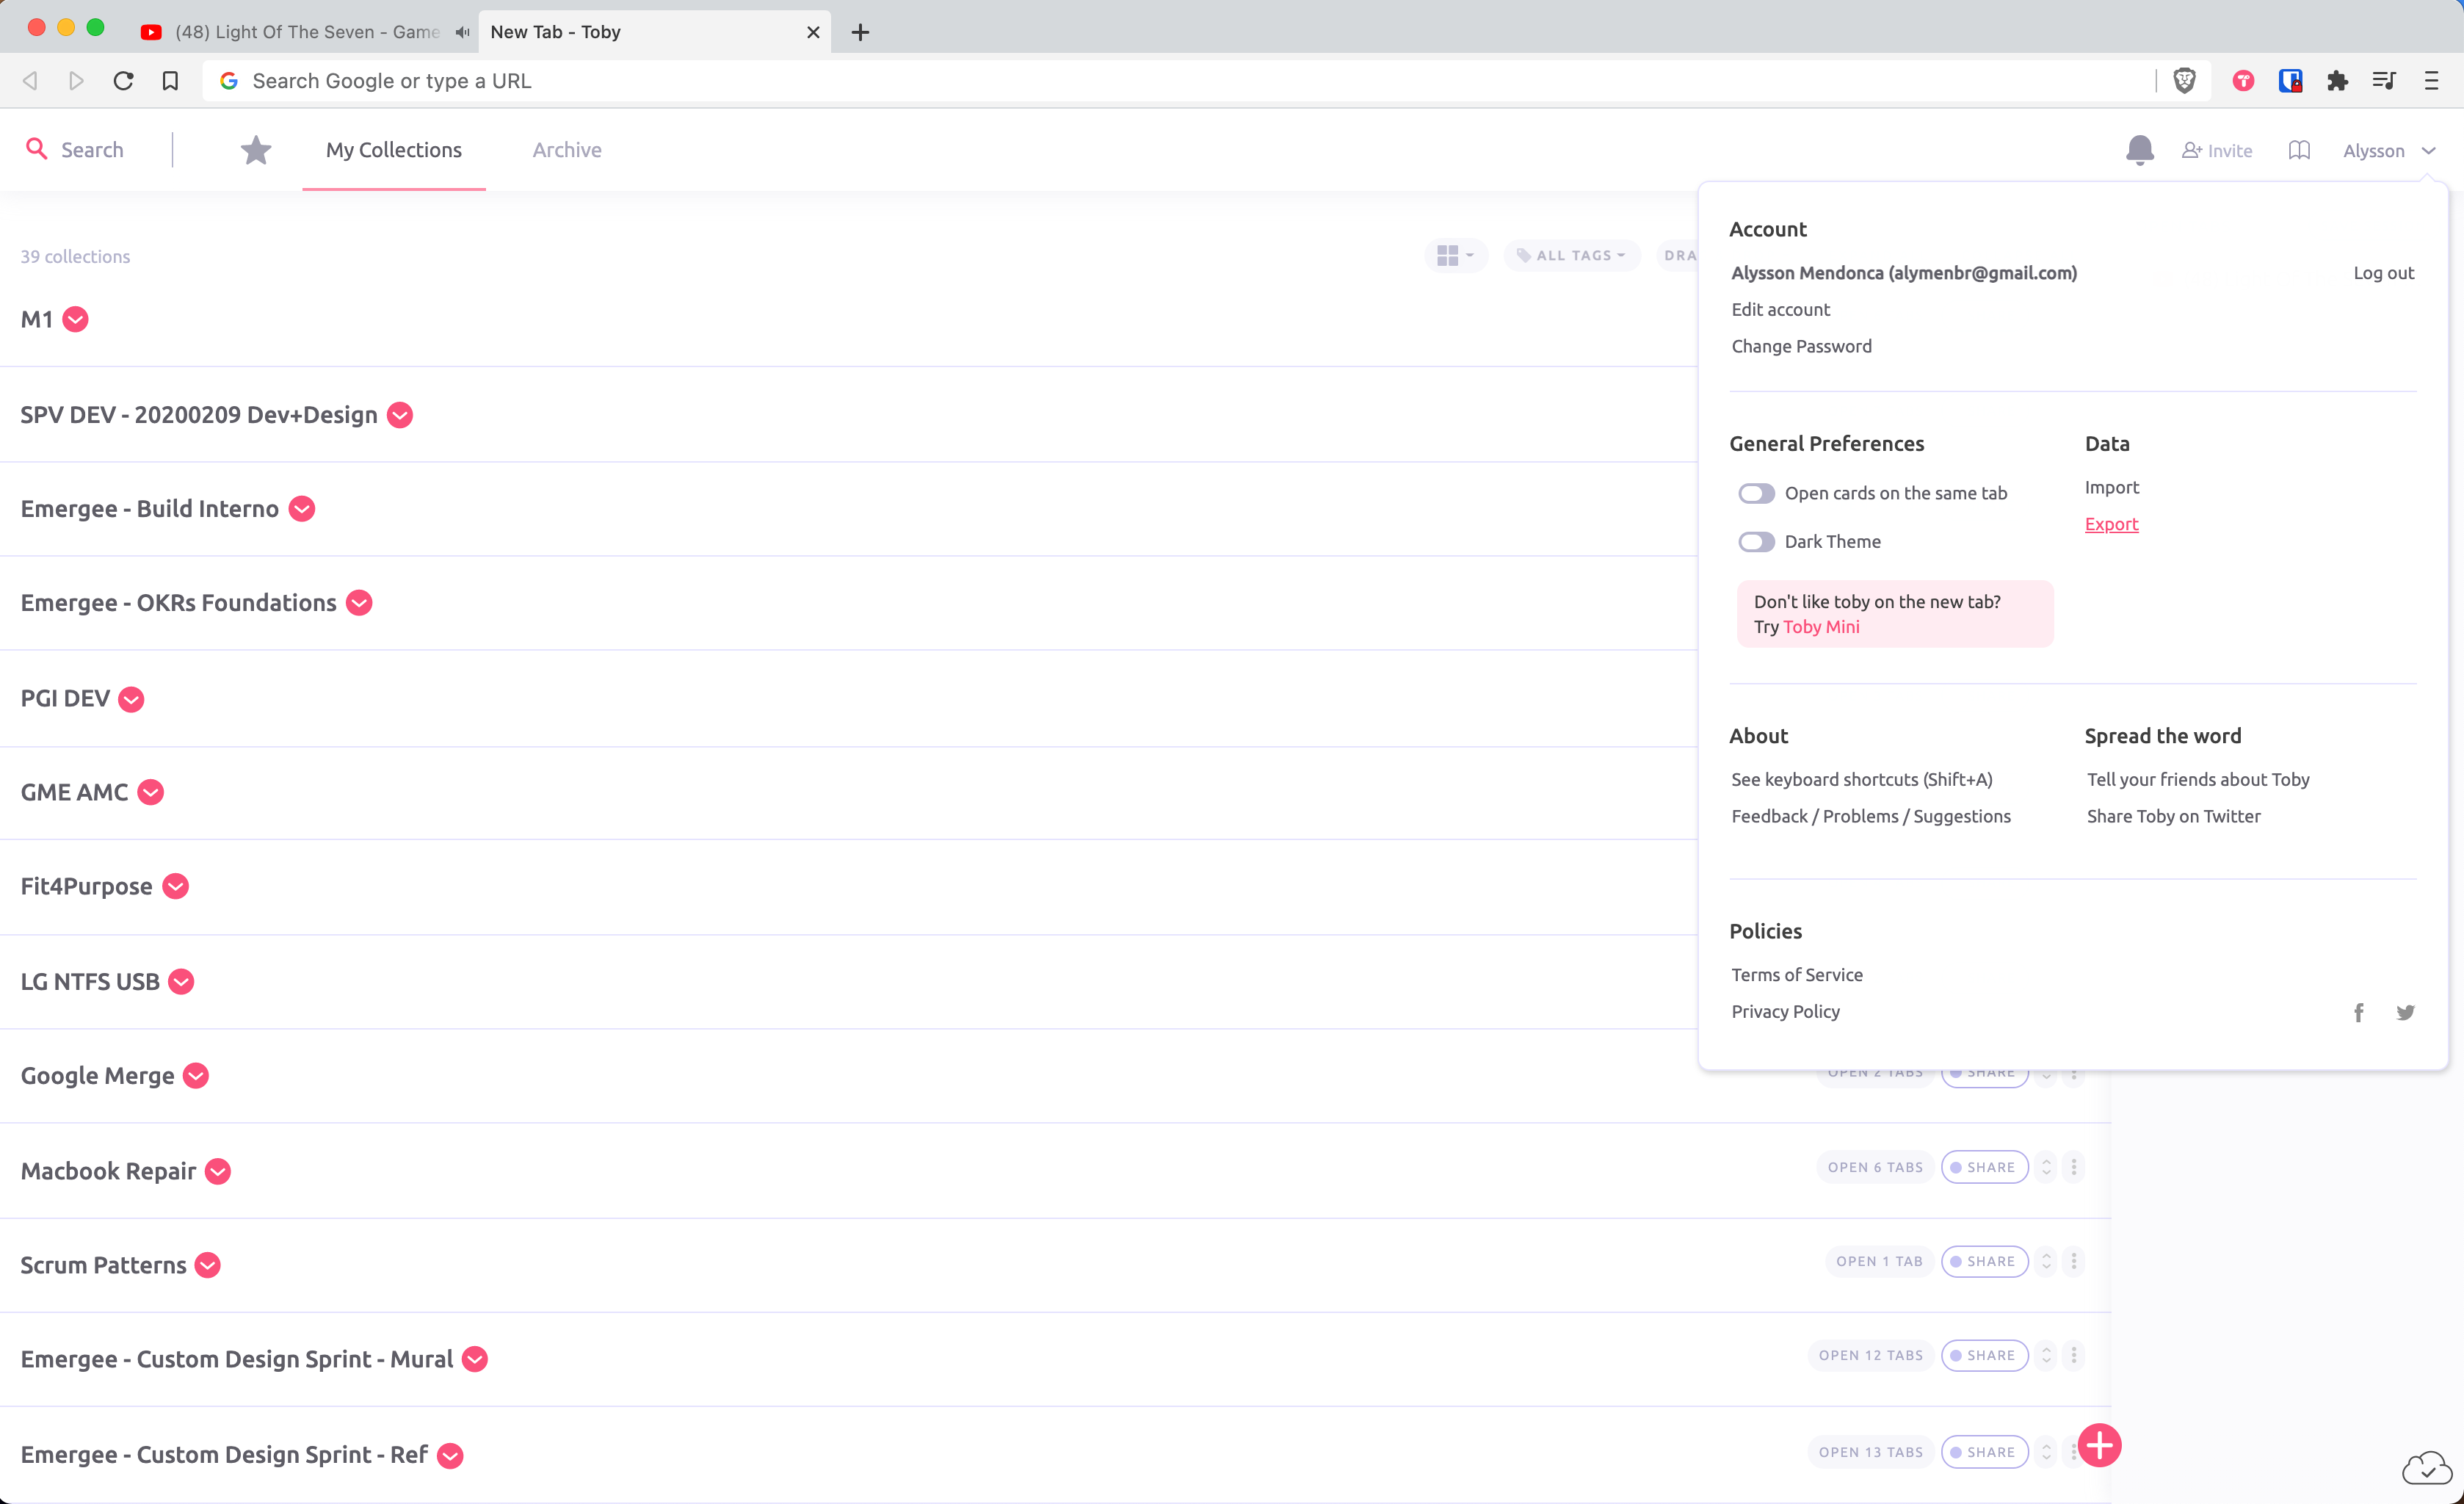 (48) Light Of The Seven - Game
New Tab - Toby
Search Google or type a URL
Search
My Collections
Archive
Invite
Alysson
39 collections
ALL TAGS
DRA
M1
SPV DEV - 20200209 Dev+Design
Emergee - Build Interno
Emergee - OKRs Foundations
PGI DEV
GME AMC
Fit4Purpose
LG NTFS USB
Google Merge
OPEN 2 TABS
SHARE
Macbook Repair
OPEN 6 TABS
SHARE
Scrum Patterns
OPEN 1 TAB
SHARE
Emergee - Custom Design Sprint - Mural
OPEN 12 TABS
SHARE
Emergee - Custom Design Sprint - Ref
OPEN 13 TABS
SHARE
Account
Alysson Mendonca (alymenbr@gmail.com)
Log out
Edit account
Change Password
General Preferences
Open cards on the same tab
Dark Theme
Don't like toby on the new tab?
Try Toby Mini
Data
Import
Export
About
See keyboard shortcuts (Shift+A)
Feedback / Problems / Suggestions
Spread the word
Tell your friends about Toby
Share Toby on Twitter
Policies
Terms of Service
Privacy Policy